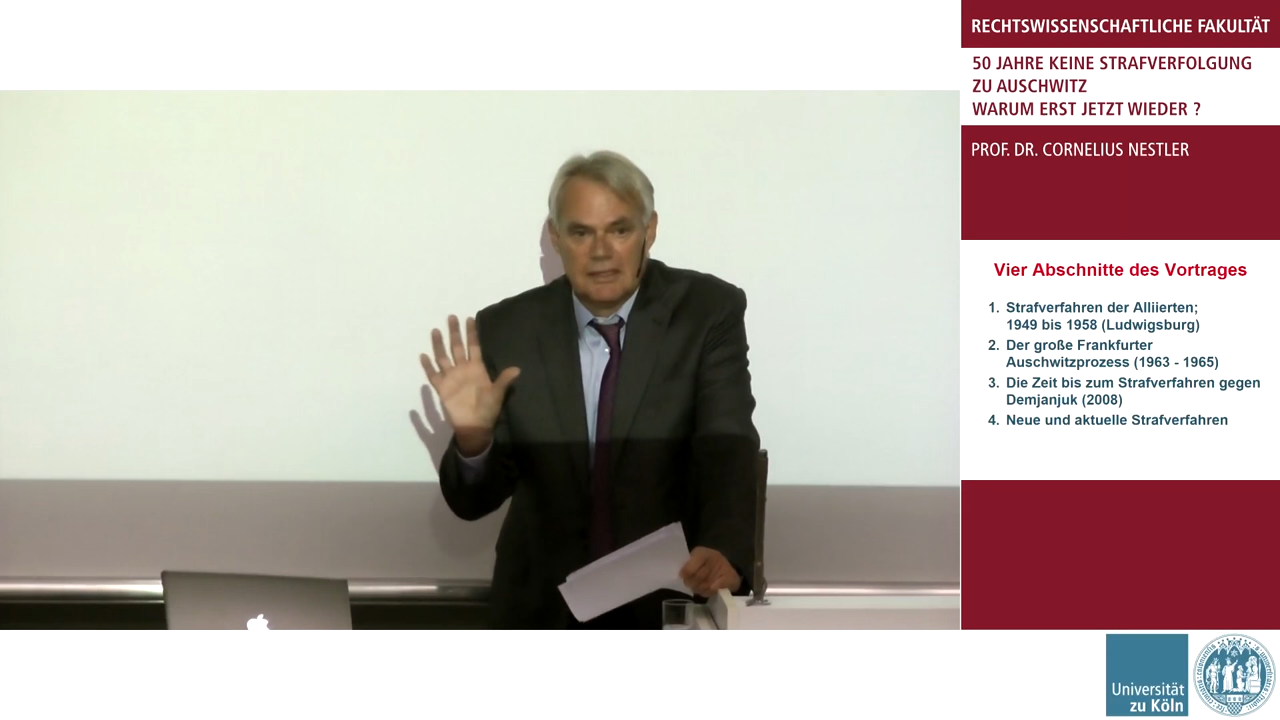 RECHTSWISSENSCHAFTLICHE FAKULTÄT
50 JAHRE KEINE STRAFVERFOLGUNG
ZU AUSCHWITZ
WARUM ERST JETZT WIEDER ?
PROF. DR. CORNELIUS NESTLER
Vier Abschnitte des Vortrages
1. Strafverfahren der Alliierten;
1949 bis 1958 (Ludwigsburg)
2. Der große Frankfurter
Auschwitzprozess (1963 - 1965)
3. Die Zeit bis zum Strafverfahren gegen
Demjanjuk (2008)
4. Neue und aktuelle Strafverfahren
Universität
zu Köln